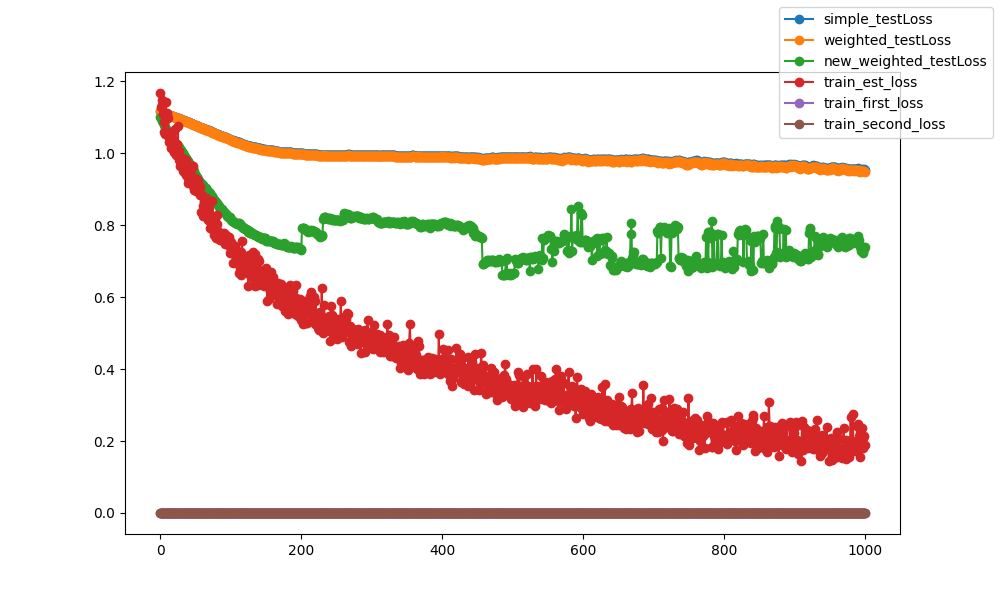 simple_testLoss
weighted_testLoss
new_weighted_testLoss
train_est_loss
train_first_loss
train_second_loss
1.2
1.0
0.8
0.6
0.4
0.2
0.0
0 200 400 600 800 1000